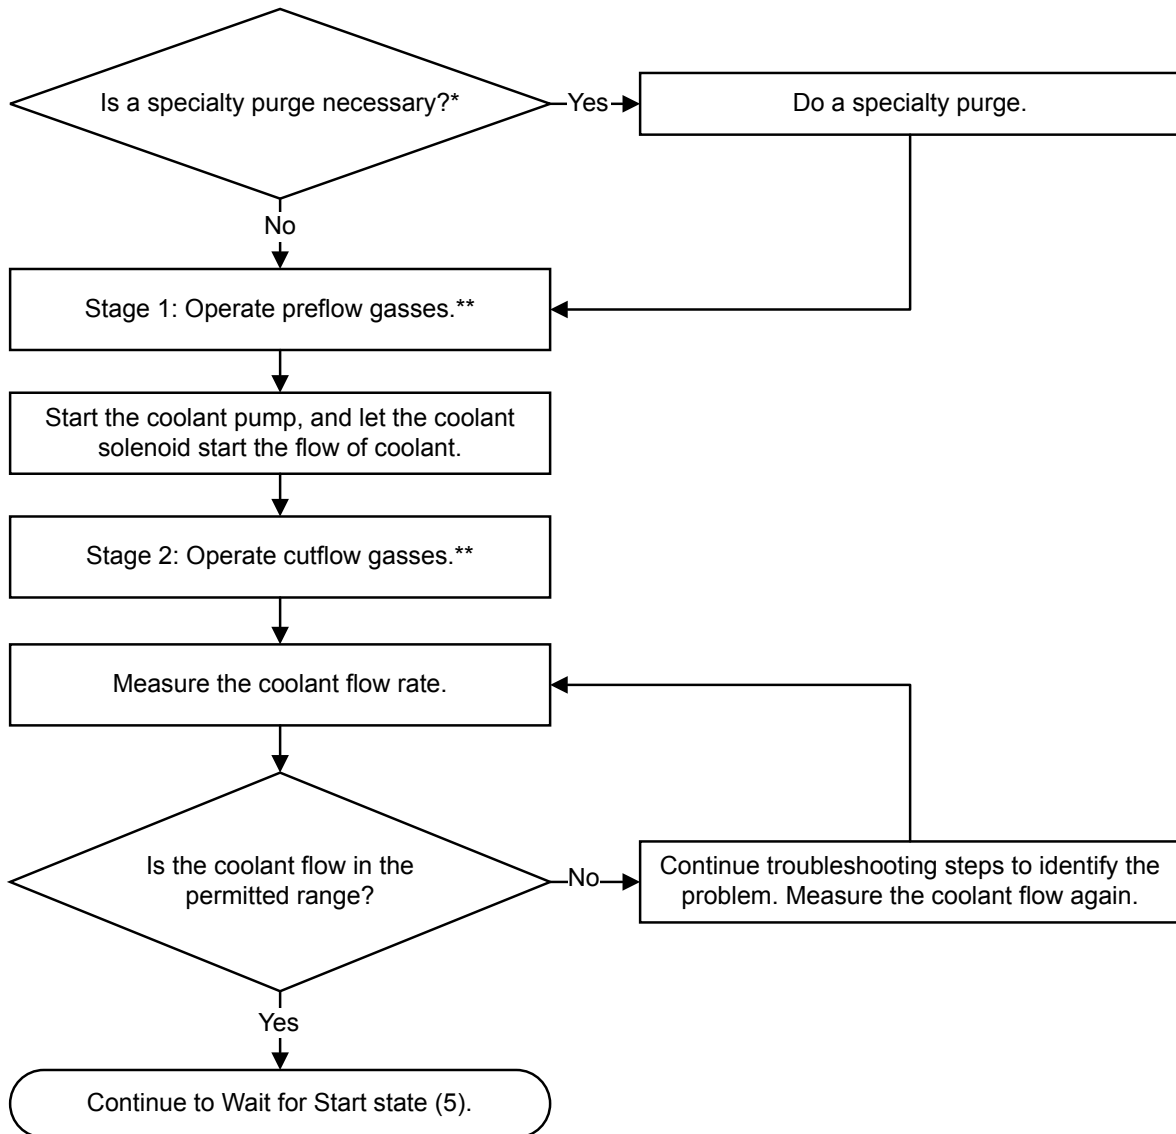 Is a specialty purge necessary?*
Yes
Do a specialty purge.
No
Stage 1: Operate preflow gasses.**
Start the coolant pump, and let the coolant
solenoid start the flow of coolant.
Stage 2: Operate cutflow gasses.**
Measure the coolant flow rate.
Is the coolant flow in the
permitted range?
No
Continue troubleshooting steps to identify the
problem. Measure the coolant flow again.
Yes
Continue to Wait for Start state (5).